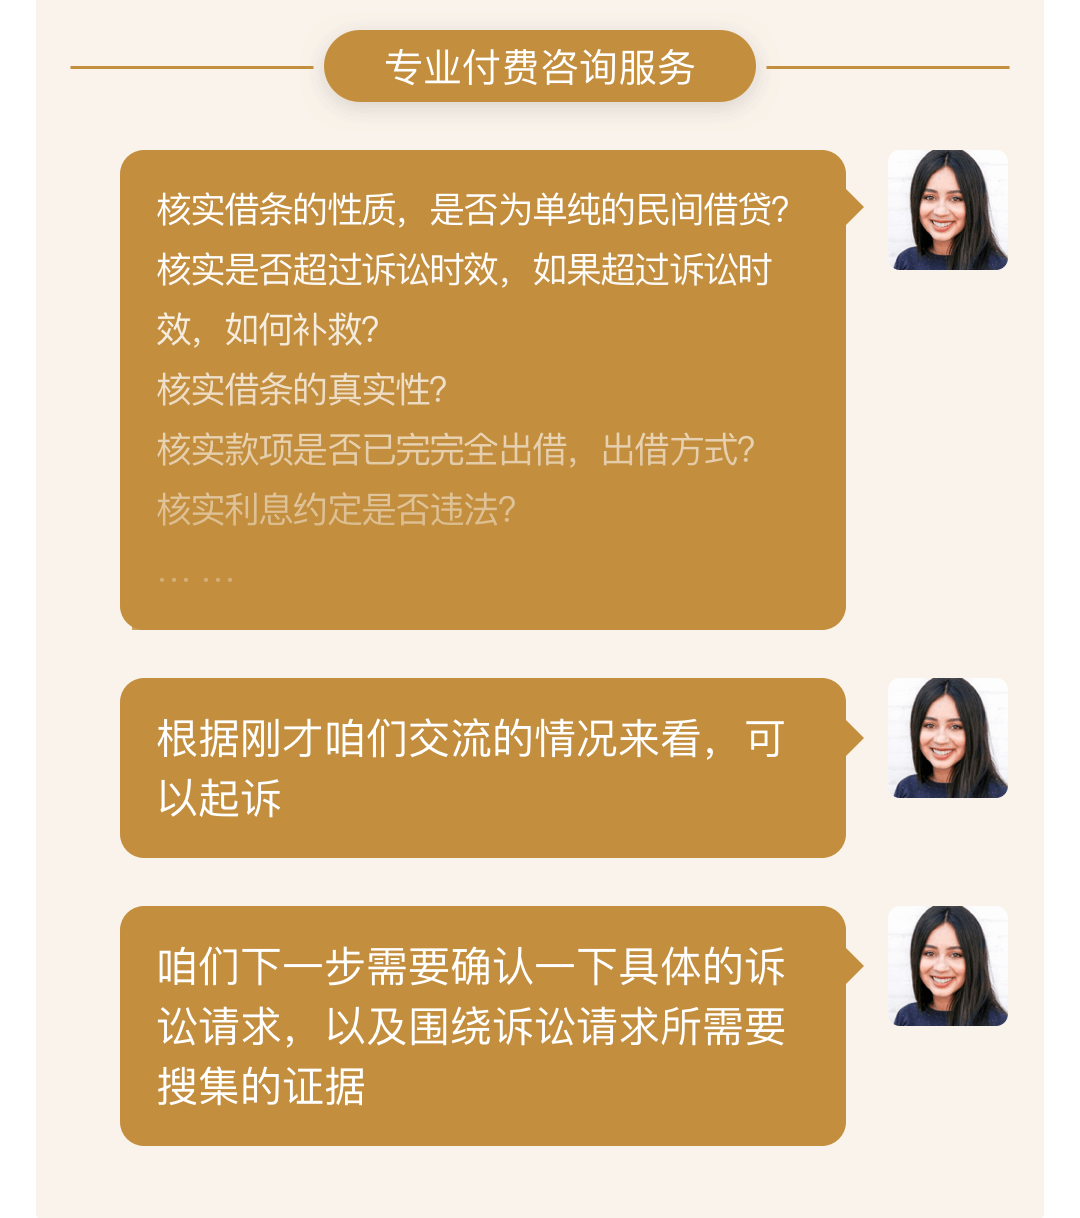 专业付费咨询服务
核实借条的性质，是否为单纯的民间借贷?
核实是否超过诉讼时效，如果超过诉讼时
效，如何补救?
核实借条的真实性?
核实款项是否已完完全出借，出借方式?
核实利息约定是否违法?
… …
根据刚才咱们交流的情况来看，可
以起诉
咱们下一步需要确认一下具体的诉
讼请求，以及围绕诉讼请求所需要
搜集的证据